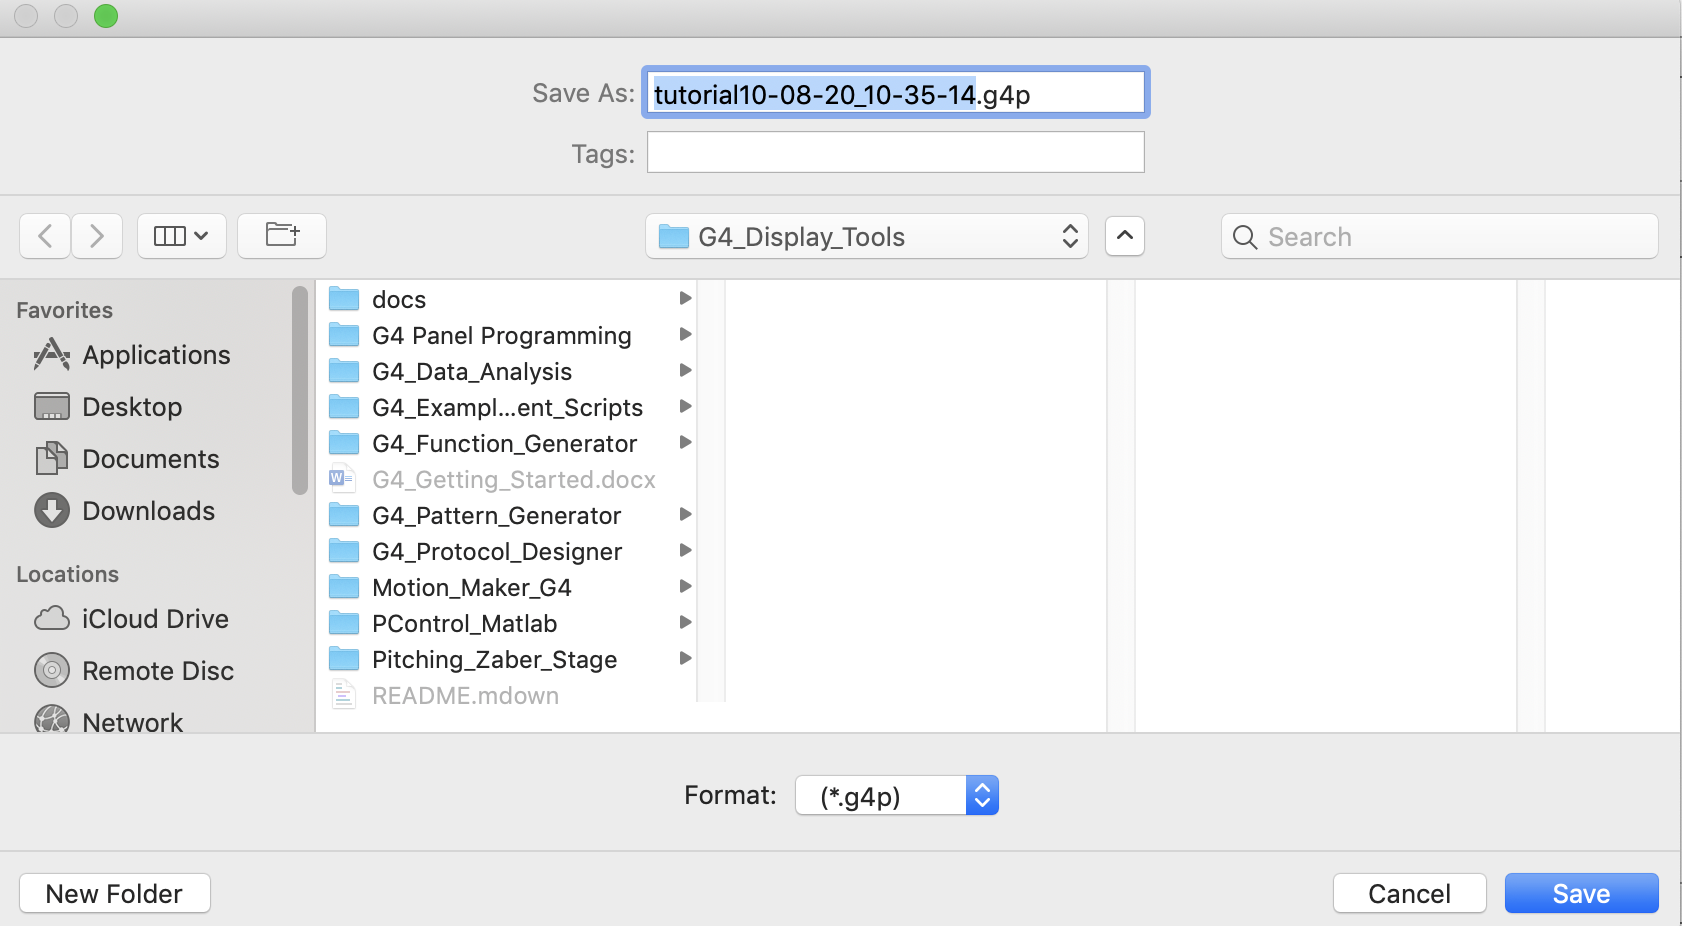 Save As: tutorial10-08-20_10-35-14.g4p
Tags:
G4_Display_Tools
Search
Favorites
Applications
Desktop
Documents
Downloads
Locations
iCloud Drive
Remote Disc
Network
docs
G4 Panel Programming
G4_Data_Analysis
G4_Exampl...ent_Scripts
G4_Function_Generator
W
G4_Getting_Started.docx
G4_Pattern_Generator
G4_Protocol_Designer
Motion_Maker_G4
PControl_Matlab
Pitching_Zaber_Stage
README.mdown
Format: (*.g4p)
New Folder
Cancel
Save